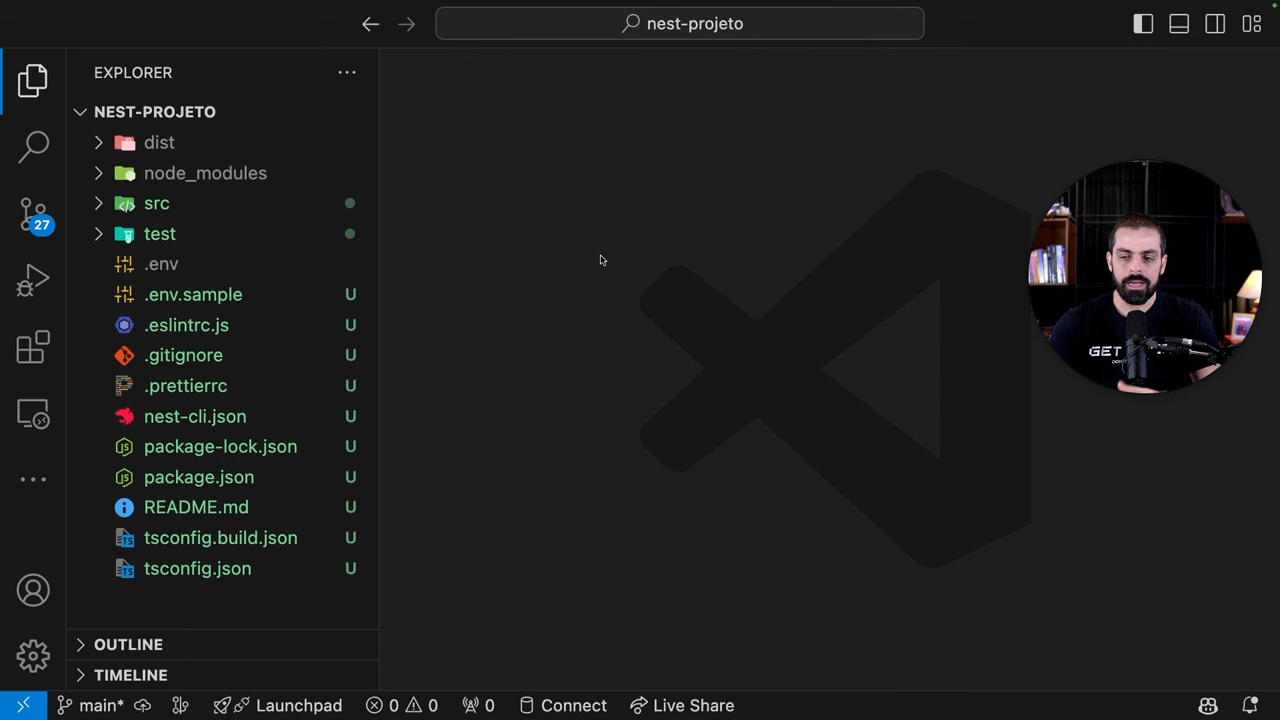 nest-projeto
EXPLORER
NEST-PROJETO
dist
node_modules
src
27
test
.env
.env.sample U
.eslintrc.js U
.gitignore U
.prettierrc U
nest-cli.json U
package-lock.json U
package.json U
README.md U
tsconfig.build.json U
tsconfig.json U
OUTLINE
TIMELINE
main* Launchpad 0 0 0 Connect Live Share
GET